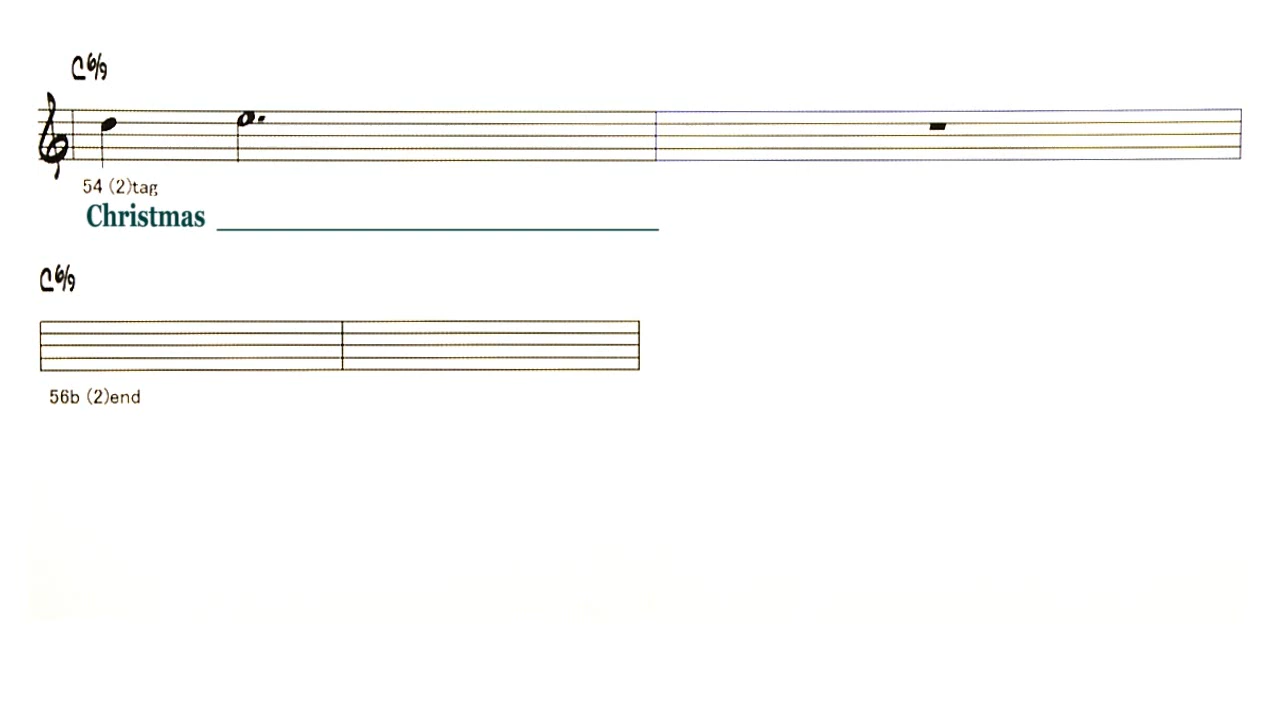 C6/9
54 (2)tag
Christmas
C6/9
56b (2)end